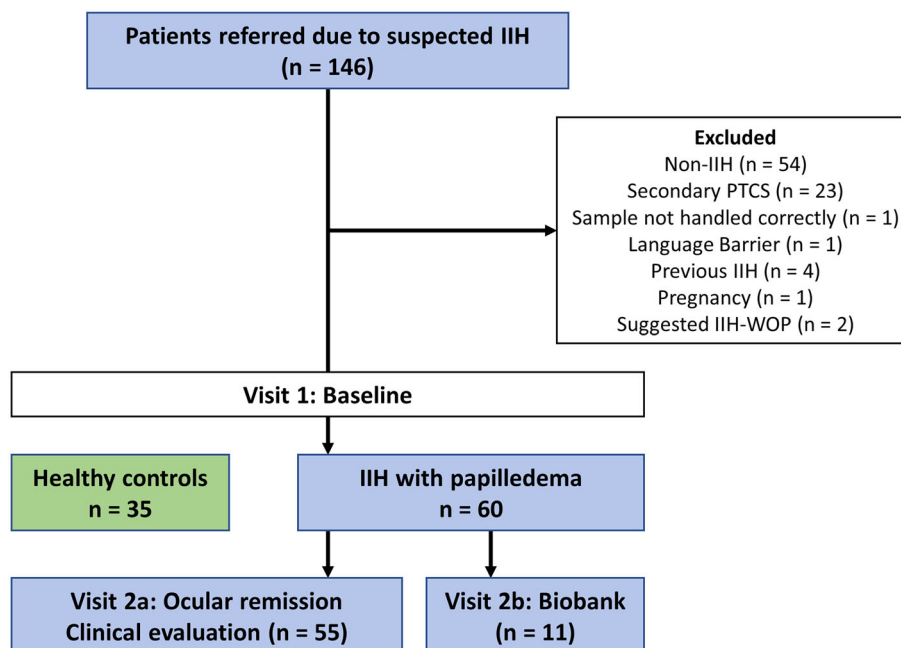 Patients referred due to suspected IIH
(n = 146)
Excluded
Non-IIH (n = 54)
Secondary PTCS (n = 23)
Sample not handled correctly (n = 1)
Language Barrier (n = 1)
Previous IIH (n = 4)
Pregnancy (n = 1)
Suggested IIH-WOP (n = 2)
Visit 1: Baseline
Healthy controls
n = 35
IIH with papilledema
n = 60
Visit 2a: Ocular remission
Clinical evaluation (n = 55)
Visit 2b: Biobank
(n = 11)